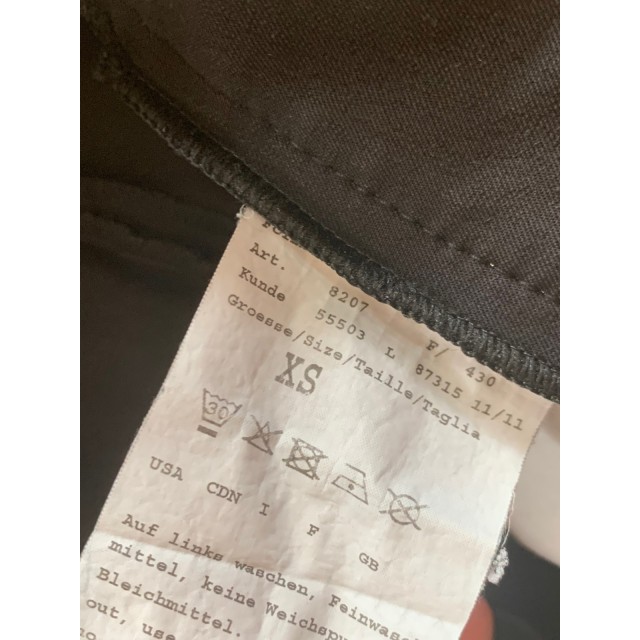 Art. 8207 F/ 430
Kunde 55503 L 87315 11/11
Groesse/Size/Taille/Taglia
XS
30
USA CDN I F GB
Auf links waschen, Feinwasch
mittel, keine Weichspü
Bleichmittel.
out, use